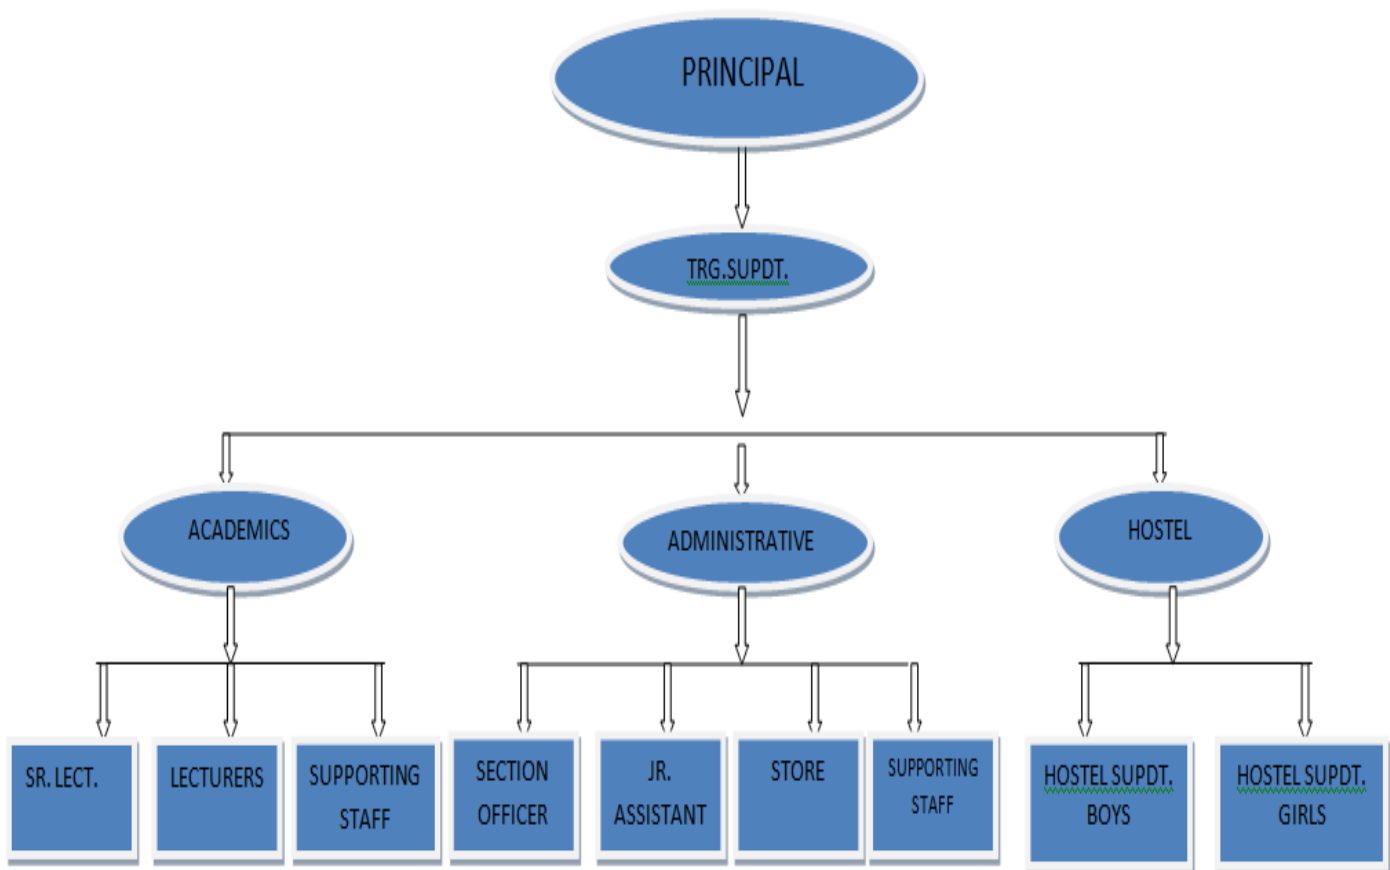 PRINCIPAL
TRG.SUPDT.
ACADEMICS
ADMINISTRATIVE
HOSTEL
SR. LECT.
LECTURERS
SUPPORTING
STAFF
SECTION
OFFICER
JR.
ASSISTANT
STORE
SUPPORTING
STAFF
HOSTEL SUPDT.
BOYS
HOSTEL SUPDT.
GIRLS